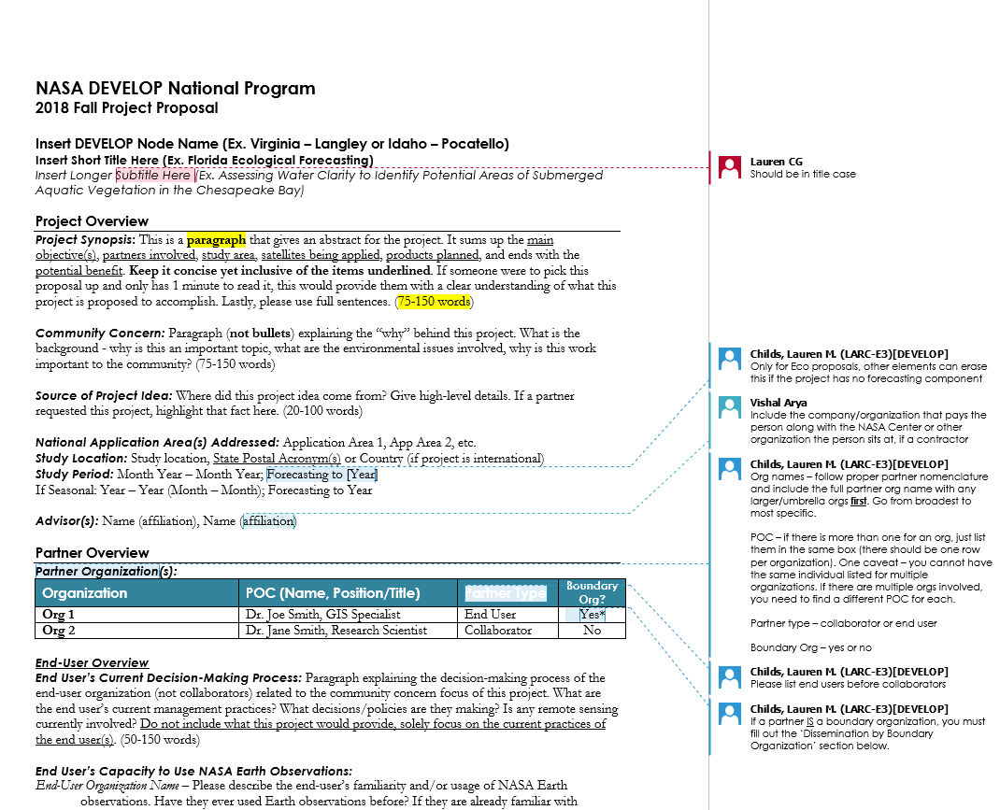 NASA DEVELOP National Program
2018 Fall Project Proposal
Insert DEVELOP Node Name (Ex. Virginia – Langley or Idaho – Pocatello)
Insert Short Title Here (Ex. Florida Ecological Forecasting)
Insert Longer Subtitle Here (Ex. Assessing Water Clarity to Identify Potential Areas of Submerged
Aquatic Vegetation in the Chesapeake Bay)
Project Overview
Project Synopsis: This is a paragraph that gives an abstract for the project. It sums up the main
objective(s), partners involved, study area, satellites being applied, products planned, and ends with the
potential benefit. Keep it concise yet inclusive of the items underlined. If someone were to pick this
proposal up and only has 1 minute to read it, this would provide them with a clear understanding of what this
project is proposed to accomplish. Lastly, please use full sentences. (75-150 words)
Community Concern: Paragraph (not bullets) explaining the “why” behind this project. What is the
background - why is this an important topic, what are the environmental issues involved, why is this work
important to the community? (75-150 words)
Source of Project Idea: Where did this project idea come from? Give high-level details. If a partner
requested this project, highlight that fact here. (20-100 words)
National Application Area(s) Addressed: Application Area 1, App Area 2, etc.
Study Location: Study location, State Postal Acronym(s) or Country (if project is international)
Study Period: Month Year – Month Year; Forecasting to [Year]
If Seasonal: Year – Year (Month – Month); Forecasting to Year
Advisor(s): Name (affiliation), Name (affiliation)
Partner Overview
Partner Organization(s):
Organization POC (Name, Position/Title) Partner Type Boundary Org?
Org 1 Dr. Joe Smith, GIS Specialist End User Yes*
Org 2 Dr. Jane Smith, Research Scientist Collaborator No
End-User Overview
End User's Current Decision-Making Process: Paragraph explaining the decision-making process of the
end-user organization (not collaborators) related to the community concern focus of this project. What are
the end user's current management practices? What decisions/policies are they making? Is any remote sensing
currently involved? Do not include what this project would provide, solely focus on the current practices of
the end user(s). (50-150 words)
End User's Capacity to Use NASA Earth Observations:
End-User Organization Name – Please describe the end-user's familiarity and/or usage of NASA Earth
observations. Have they ever used Earth observations before? If they are already familiar with
Lauren CG
Should be in title case
Childs, Lauren M. (LARC-E3)[DEVELOP]
Only for Eco proposals, other elements can erase
this if the project has no forecasting component
Vishal Arya
Include the company/organization that pays the
person along with the NASA Center or other
organization the person sits at, if a contractor
Childs, Lauren M. (LARC-E3)[DEVELOP]
Org names – follow proper partner nomenclature
and include the full partner org name with any
larger/umbrella orgs first. Go from broadest to
most specific.
POC – if there is more than one for an org, just list
them in the same box (there should be one row
per organization). One caveat – you cannot have
the same individual listed for multiple
organizations. If there are multiple orgs involved,
you need to find a different POC for each.
Partner type – collaborator or end user
Boundary Org – yes or no
Childs, Lauren M. (LARC-E3)[DEVELOP]
Please list end users before collaborators
Childs, Lauren M. (LARC-E3)[DEVELOP]
If a partner IS a boundary organization, you must
fill out the 'Dissemination by Boundary
Organization' section below.